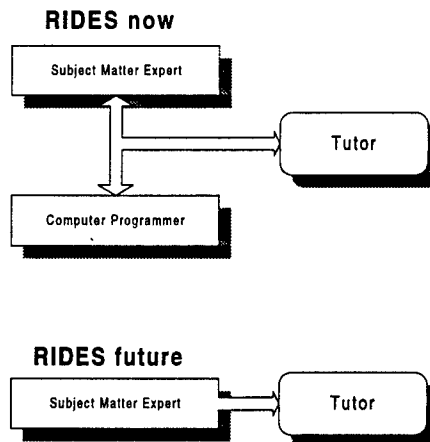 RIDES now
Subject Matter Expert
Tutor
Computer Programmer
RIDES future
Subject Matter Expert
Tutor